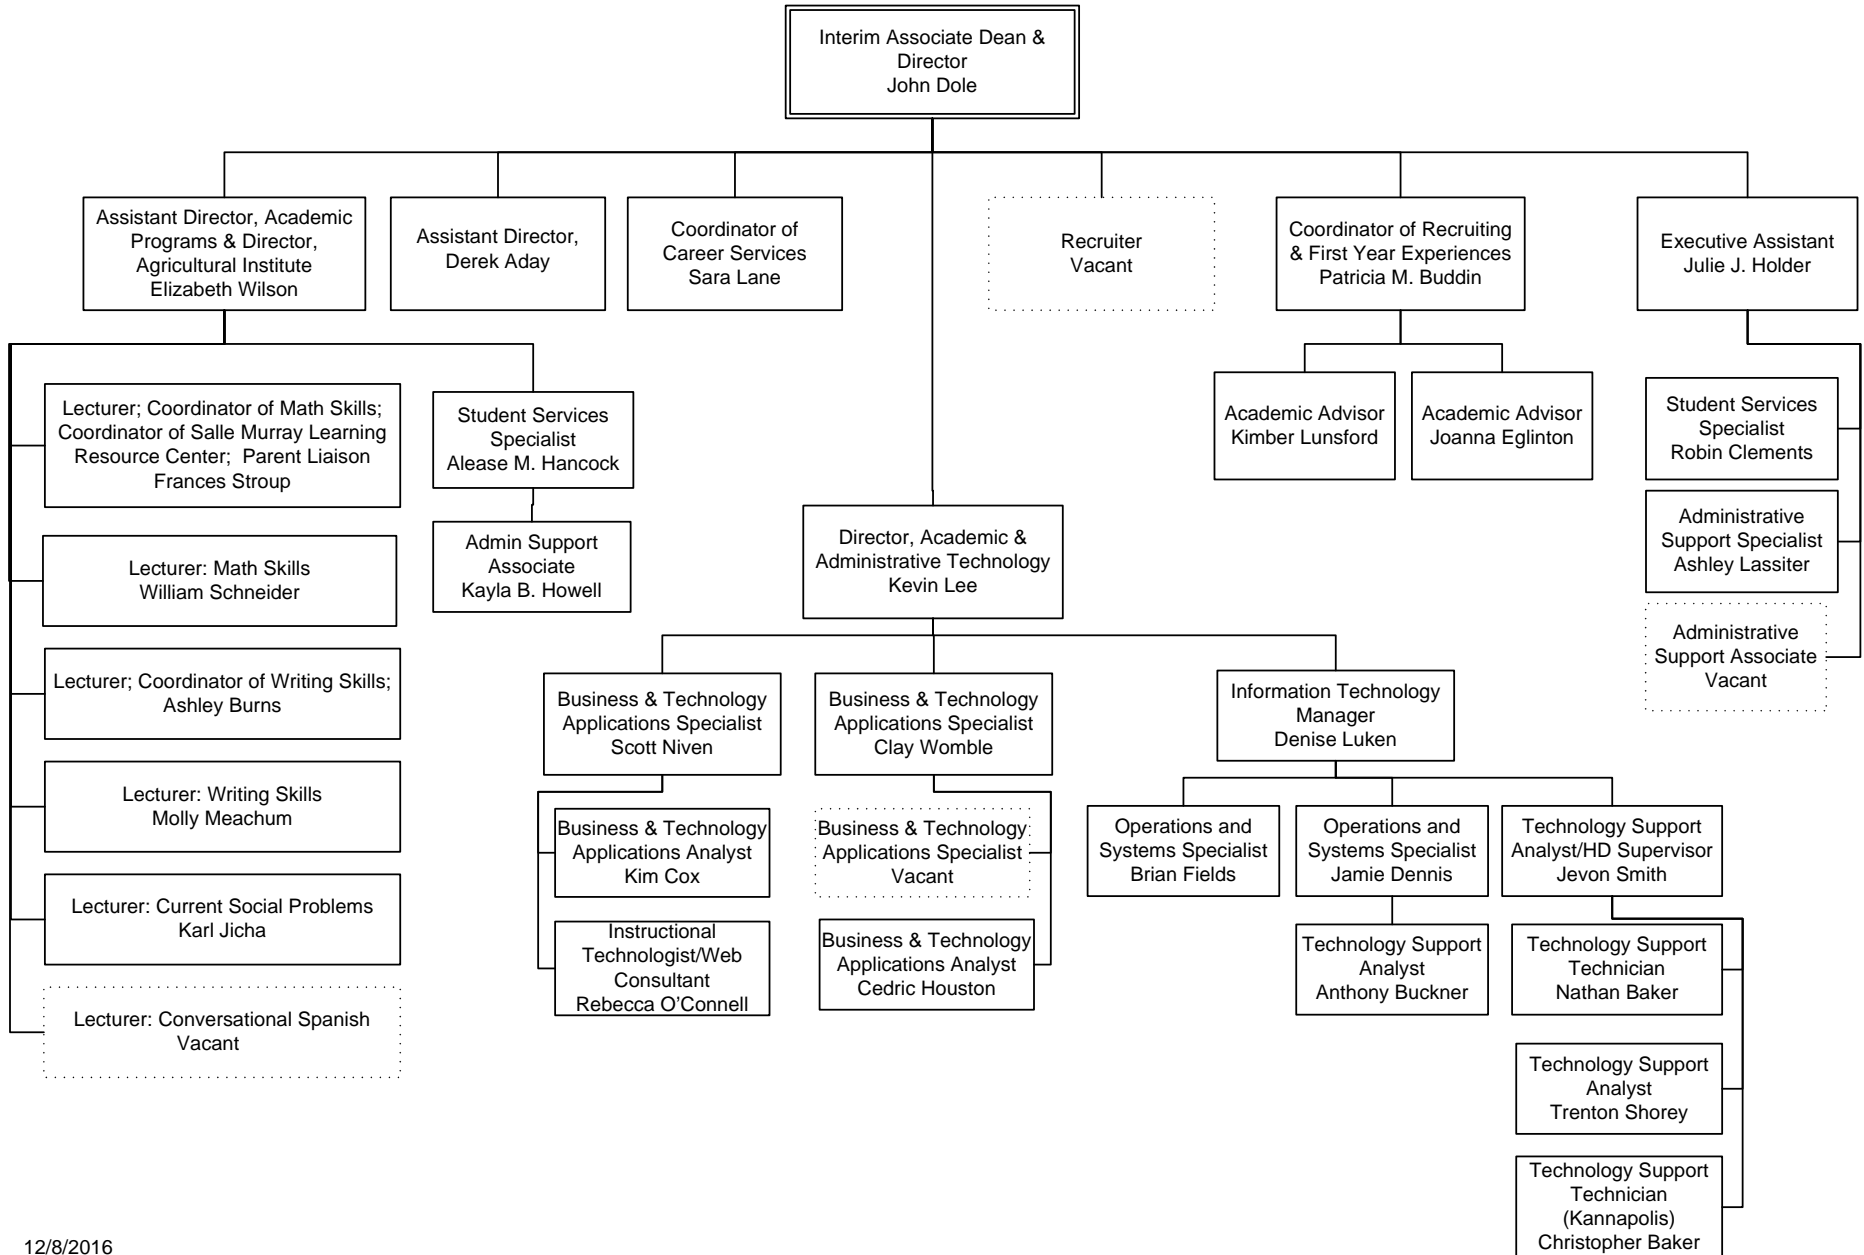 Interim Associate Dean &
Director
John Dole
Assistant Director, Academic
Programs & Director,
Agricultural Institute
Elizabeth Wilson
Assistant Director,
Derek Aday
Coordinator of
Career Services
Sara Lane
Recruiter
Vacant
Coordinator of Recruiting
& First Year Experiences
Patricia M. Buddin
Executive Assistant
Julie J. Holder
Lecturer; Coordinator of Math Skills;
Coordinator of Salle Murray Learning
Resource Center;  Parent Liaison
Frances Stroup
Student Services
Specialist
Alease M. Hancock
Academic Advisor
Kimber Lunsford
Academic Advisor
Joanna Eglinton
Student Services
Specialist
Robin Clements
Administrative
Support Specialist
Ashley Lassiter
Administrative
Support Associate
Vacant
Admin Support
Associate
Kayla B. Howell
Director, Academic &
Administrative Technology
Kevin Lee
Lecturer: Math Skills
William Schneider
Lecturer; Coordinator of Writing Skills;
Ashley Burns
Lecturer: Writing Skills
Molly Meachum
Lecturer: Current Social Problems
Karl Jicha
Lecturer: Conversational Spanish
Vacant
Business & Technology
Applications Specialist
Scott Niven
Business & Technology
Applications Specialist
Clay Womble
Information Technology
Manager
Denise Luken
Business & Technology
Applications Analyst
Kim Cox
Instructional
Technologist/Web
Consultant
Rebecca O’Connell
Business & Technology
Applications Specialist
Vacant
Business & Technology
Applications Analyst
Cedric Houston
Operations and
Systems Specialist
Brian Fields
Operations and
Systems Specialist
Jamie Dennis
Technology Support
Analyst/HD Supervisor
Jevon Smith
Technology Support
Analyst
Anthony Buckner
Technology Support
Technician
Nathan Baker
Technology Support
Analyst
Trenton Shorey
Technology Support
Technician
(Kannapolis)
Christopher Baker
12/8/2016